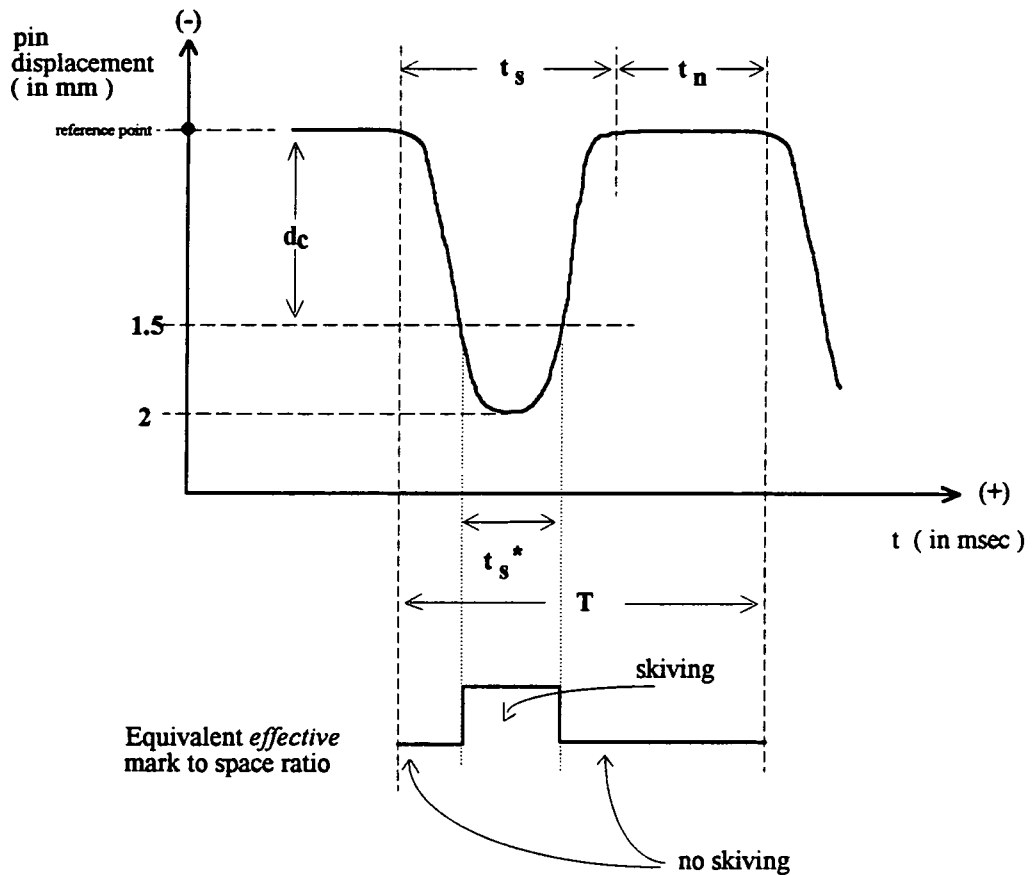 (-)
pin
displacement
( in mm )
t s
t n
reference point
dc
1.5
2
(+)
t ( in msec )
t s *
T
skiving
Equivalent effective
mark to space ratio
no skiving